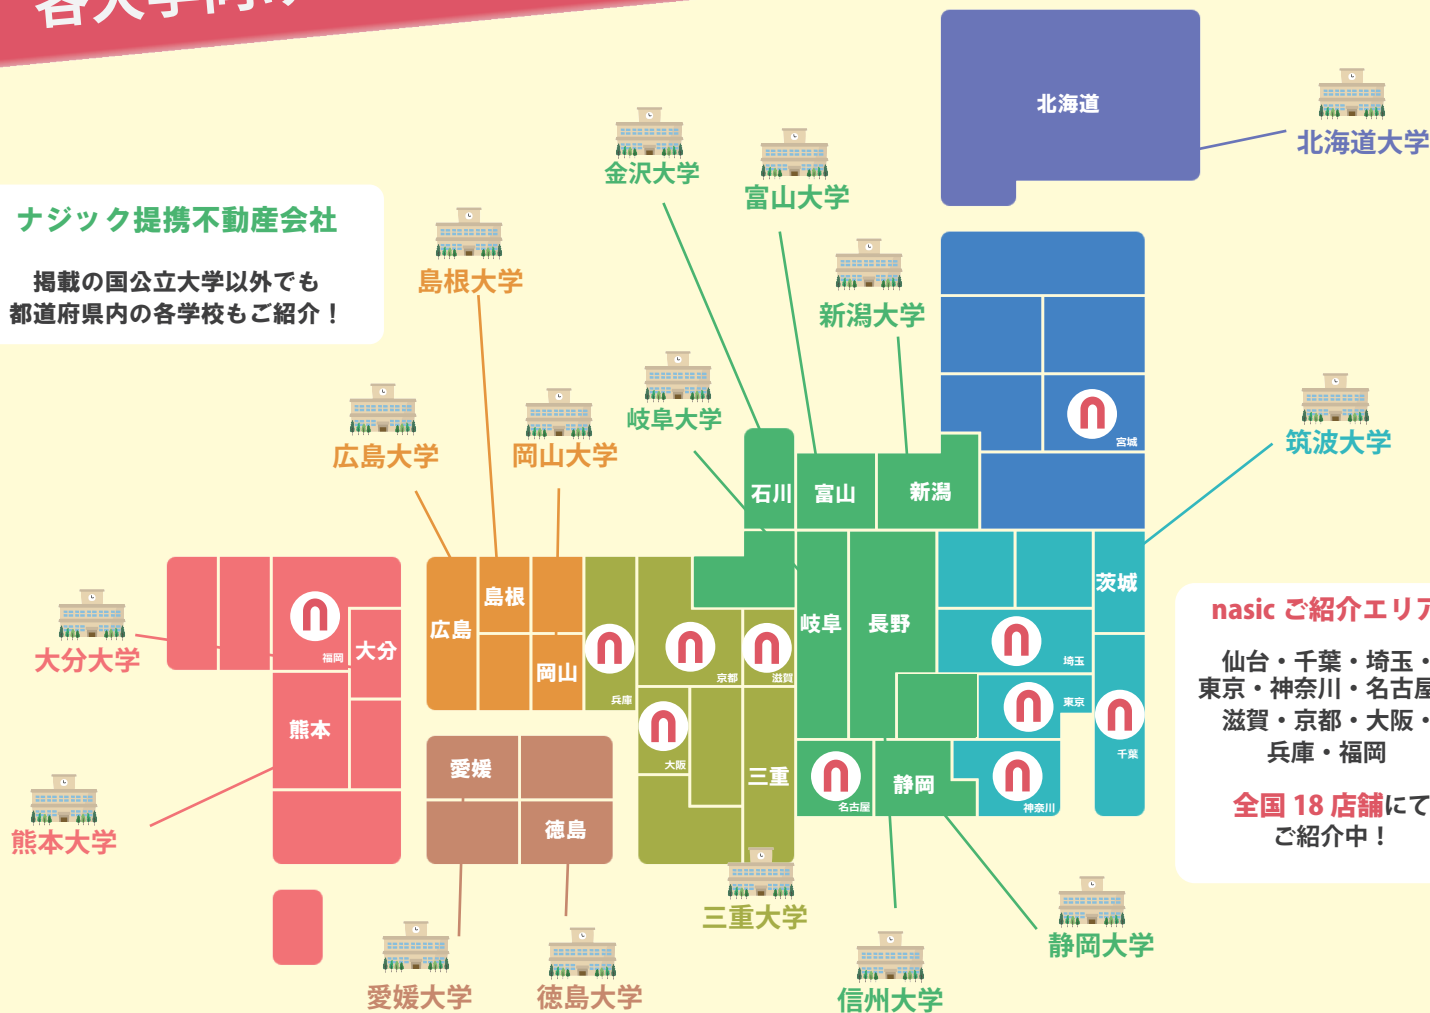 各大学向け
北海道
北海道大学
金沢大学
富山大学
ナジック提携不動産会社
掲載の国公立大学以外でも
都道府県内の各学校もご紹介！
島根大学
新潟大学
岐阜大学
広島大学
岡山大学
筑波大学
宮城
石川
富山
新潟
茨城
島根
広島
岡山
岐阜
長野
大分大学
福岡
大分
熊本
兵庫
京都
滋賀
大阪
三重
埼玉
東京
千葉
神奈川
名古屋
静岡
nasic ご紹介エリア
仙台・千葉・埼玉・
東京・神奈川・名古屋
滋賀・京都・大阪・
兵庫・福岡
全国 18 店舗にて
ご紹介中！
愛媛
徳島
熊本大学
三重大学
静岡大学
愛媛大学
徳島大学
信州大学